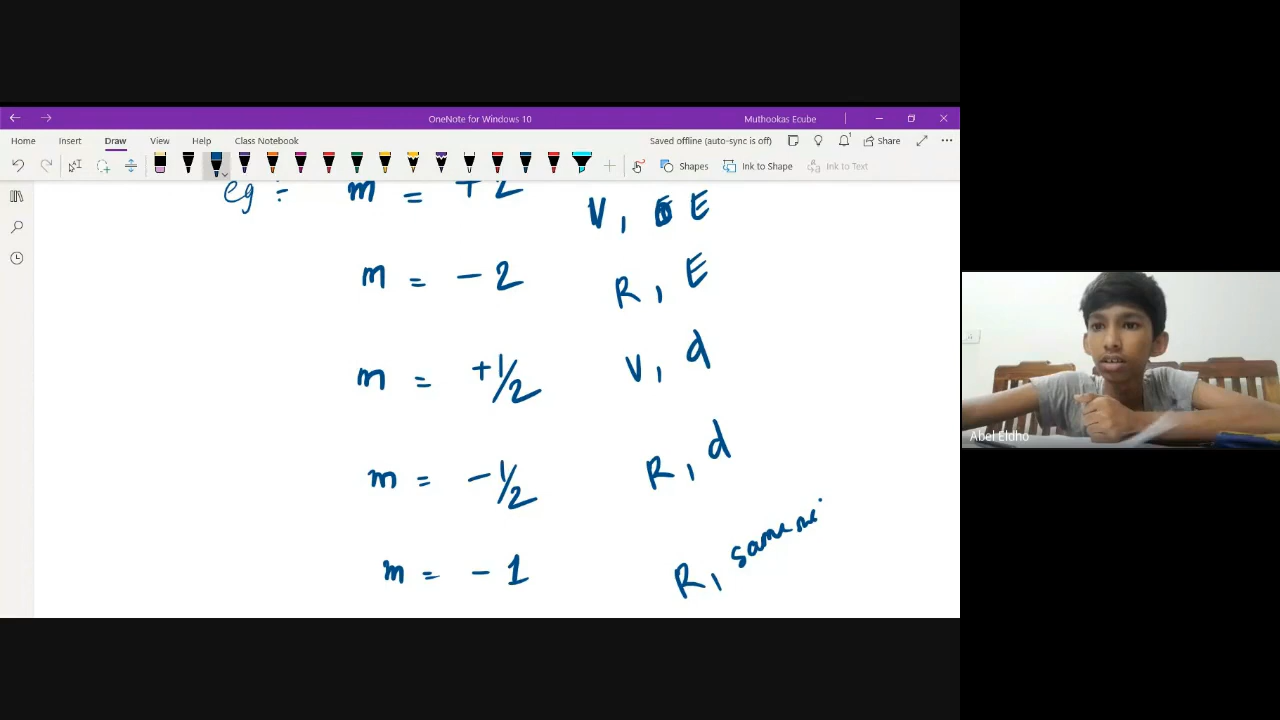 OneNote for Windows 10
Muthookas Ecube
Home Insert Draw View Help Class Notebook
Saved offline (auto-sync is off)
Share
Shapes Ink to Shape Ink to Text
eg :- m = +2 V, E
m = -2 R, E
m = +1/2 V, d
m = -1/2 R, d
m = -1 R, same
Abel Eldho